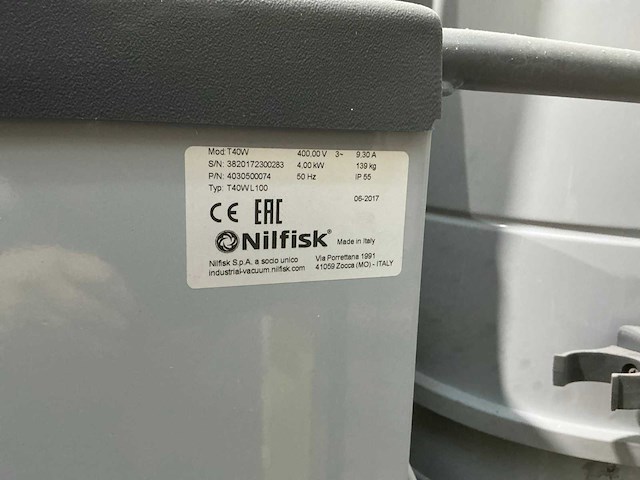 Mod: T40W 400,00 V 3~ 9,30 A
S/N: 3820172300283 4,00 kW 139 kg
P/N: 4030500074 50 Hz IP 55
Typ: T40W L100
06-2017
CE EAC
Nilfisk® Made in Italy
Nilfisk S.p.A. a socio unico Via Porrettana 1991
industrial-vacuum.nilfisk.com 41059 Zocca (MO) - ITALY